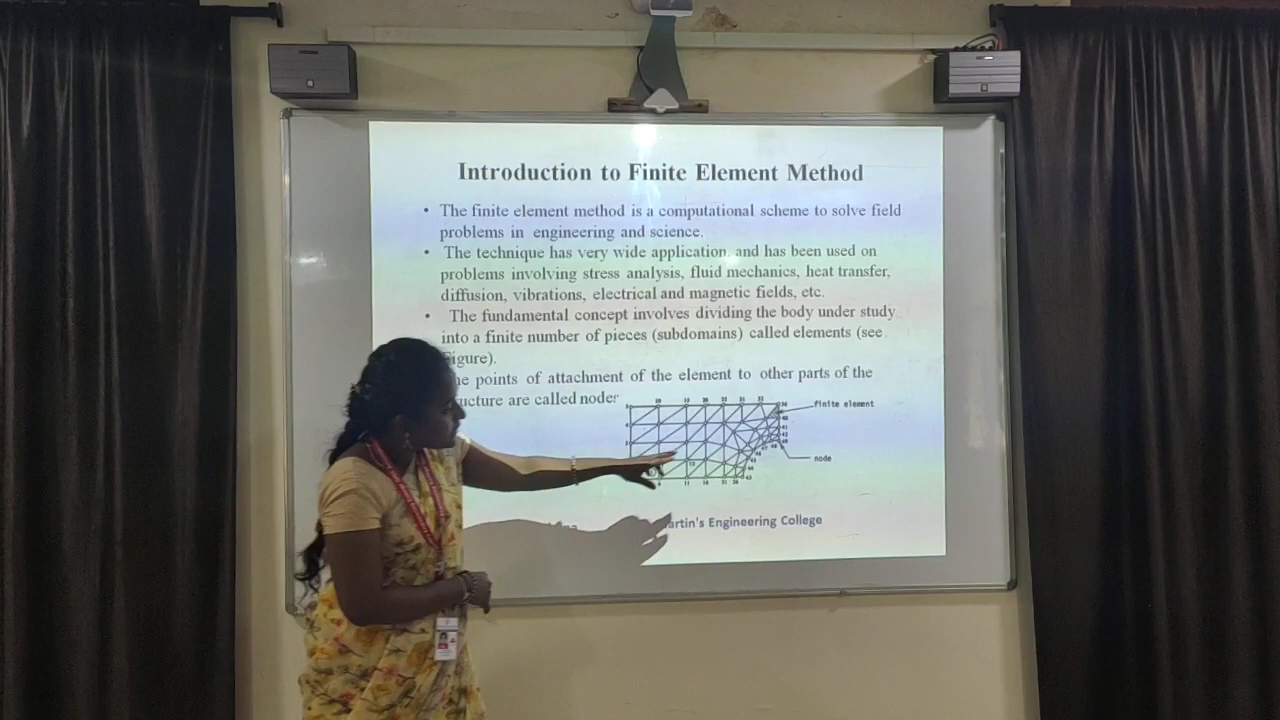 Introduction to Finite Element Method
• The finite element method is a computational scheme to solve field
problems in engineering and science.
• The technique has very wide application, and has been used on
problems involving stress analysis, fluid mechanics, heat transfer,
diffusion, vibrations, electrical and magnetic fields, etc.
• The fundamental concept involves dividing the body under study
into a finite number of pieces (subdomains) called elements (see
igure).
he points of attachment of the element to other parts of the
ucture are called node
finite element
node
artin's Engineering College